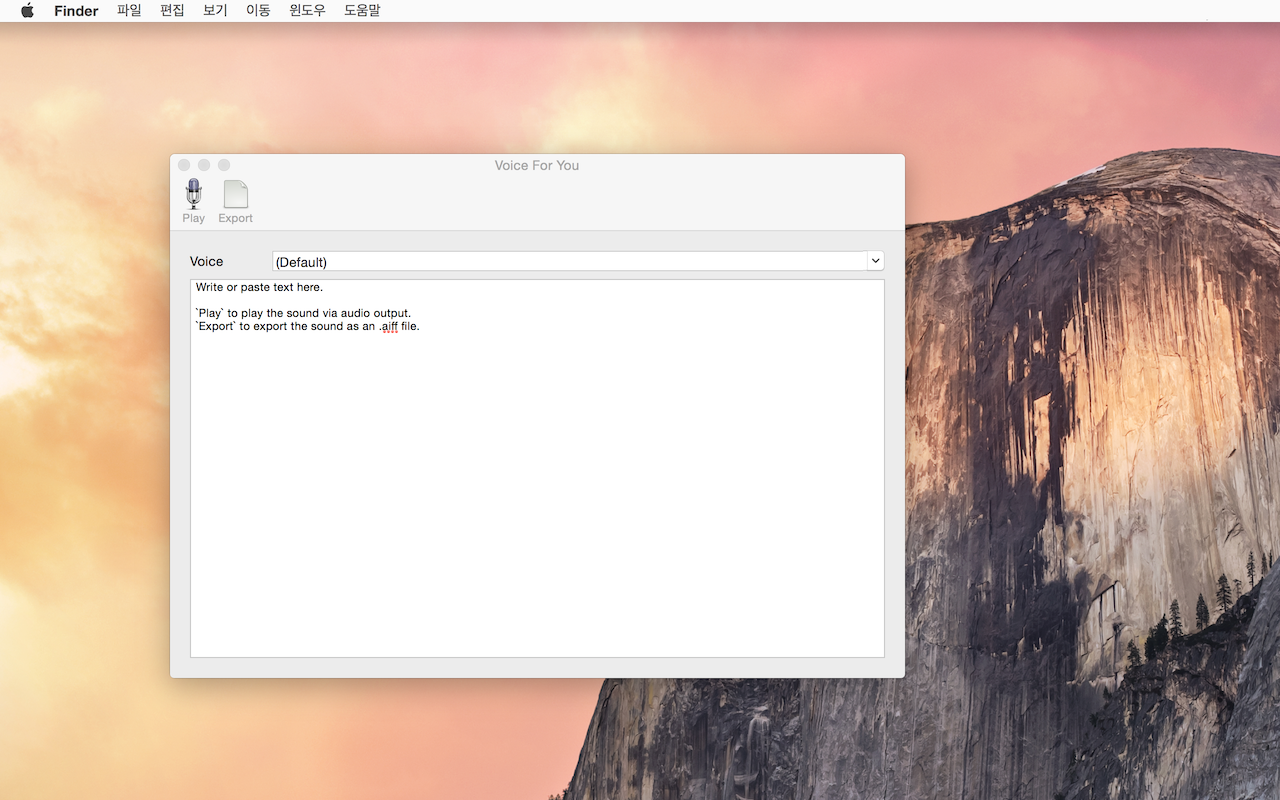 Finder 파일 편집 보기 이동 윈도우 도움말
Voice For You
Play Export
Voice (Default)
Write or paste text here.
`Play` to play the sound via audio output.
`Export` to export the sound as an .aiff file.